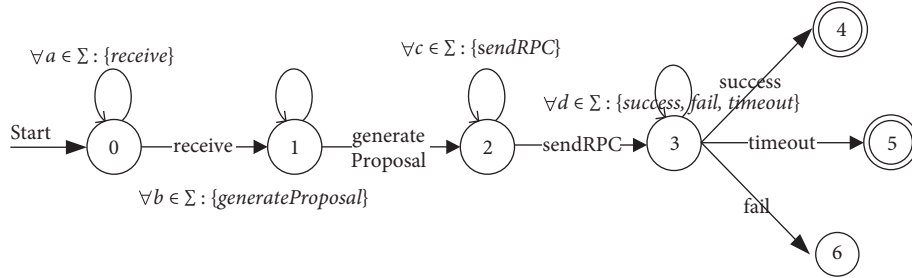 ∀a ∈ Σ : {receive}
∀c ∈ Σ : {sendRPC}
4
success
∀d ∈ Σ : {success, fail, timeout}
Start
0
receive
1
generate
Proposal
2
sendRPC
3
timeout
5
∀b ∈ Σ : {generateProposal}
fail
6